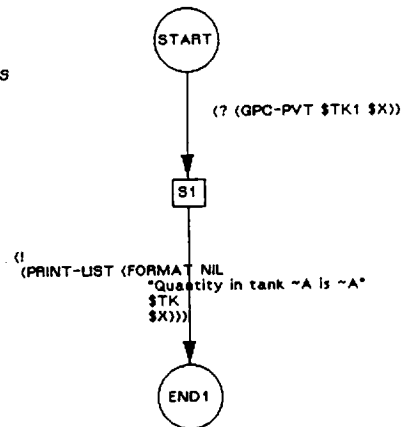 START
S
(? (GPC-PVT $TK1 $X))
S1
(!
(PRINT-LIST (FORMAT NIL
"Quantity in tank ~A is ~A"
$TK
$X)))
END1